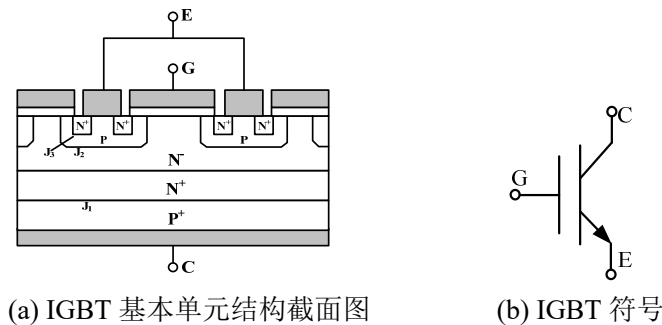 E
G
N+ N+ N+ N+
P P
J3 J2
N-
N+
J1
P+
C
C
G
E
(a) IGBT 基本单元结构截面图
(b) IGBT 符号